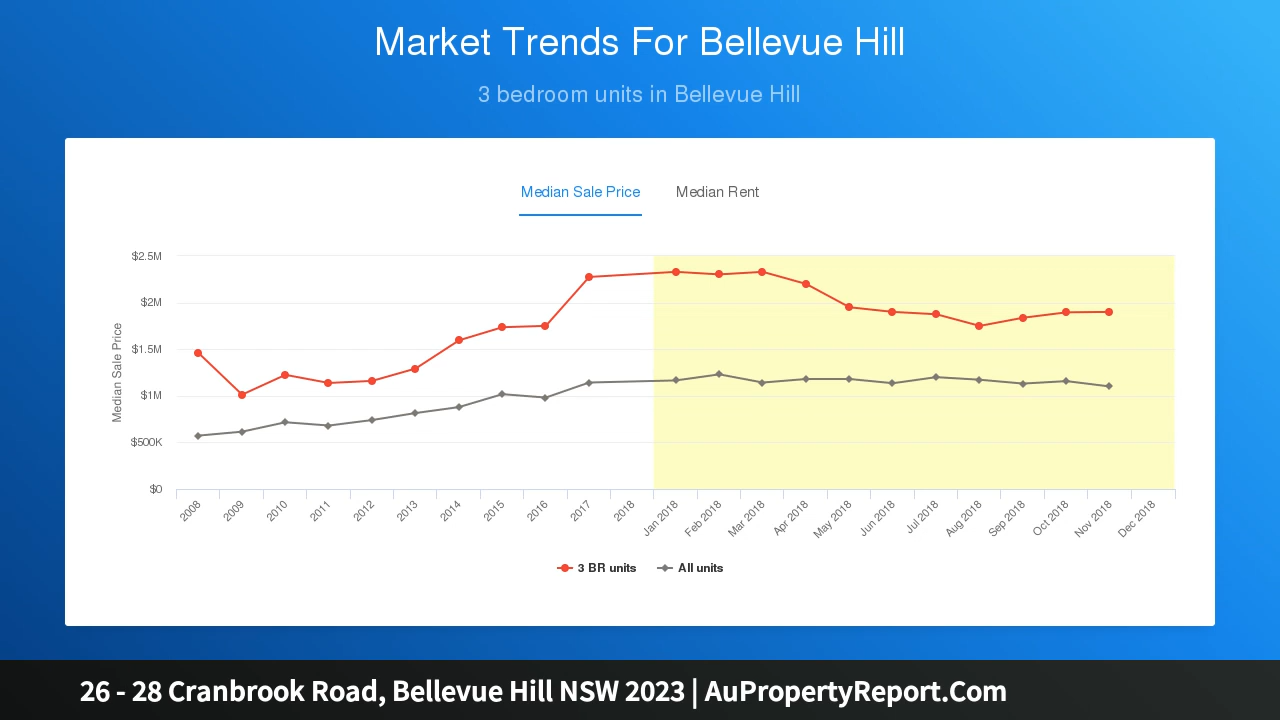 Market Trends For Bellevue Hill
3 bedroom units in Bellevue Hill
Median Sale Price
Median Rent
Median Sale Price
$2.5M
$2M
$1.5M
$1M
$500K
$0
2008
2009
2010
2011
2012
2013
2014
2015
2016
2017
2018
Jan 2018
Feb 2018
Mar 2018
Apr 2018
May 2018
Jun 2018
Jul 2018
Aug 2018
Sep 2018
Oct 2018
Nov 2018
Dec 2018
3 BR units
All units
26 - 28 Cranbrook Road, Bellevue Hill NSW 2023 | AuPropertyReport.Com